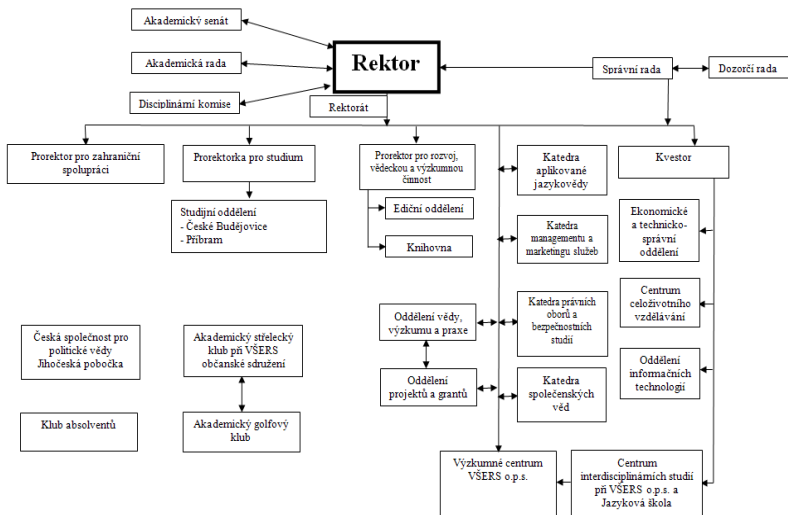 Akademický senát
Rektor
Akademická rada
Správní rada
Dozorčí rada
Disciplinární komise
Rektorát
Prorektor pro zahraniční
spolupráci
Prorektorka pro studium
Prorektor pro rozvoj,
vědeckou a výzkumnou
činnost
Katedra
aplikované
jazykovědy
Kvestor
Studijní oddělení
- České Budějovice
- Příbram
Ediční oddělení
Knihovna
Katedra
managementu a
marketingu služeb
Ekonomické
a technicko-
správní
oddělení
Oddělení vědy,
výzkumu a praxe
Katedra právních
oborů a
bezpečnostních
studií
Centrum
celoživotního
vzdělávání
Česká společnost pro
politické vědy
Jihočeská pobočka
Akademický střelecký
klub při VŠERS
občanské sdružení
Oddělení
projektů a grantů
Katedra
společenských
věd
Oddělení
informačních
technologií
Klub absolventů
Akademický golfový
klub
Výzkumné centrum
VŠERS o.p.s.
Centrum
interdisciplinárních studií
při VŠERS o.p.s. a
Jazyková škola